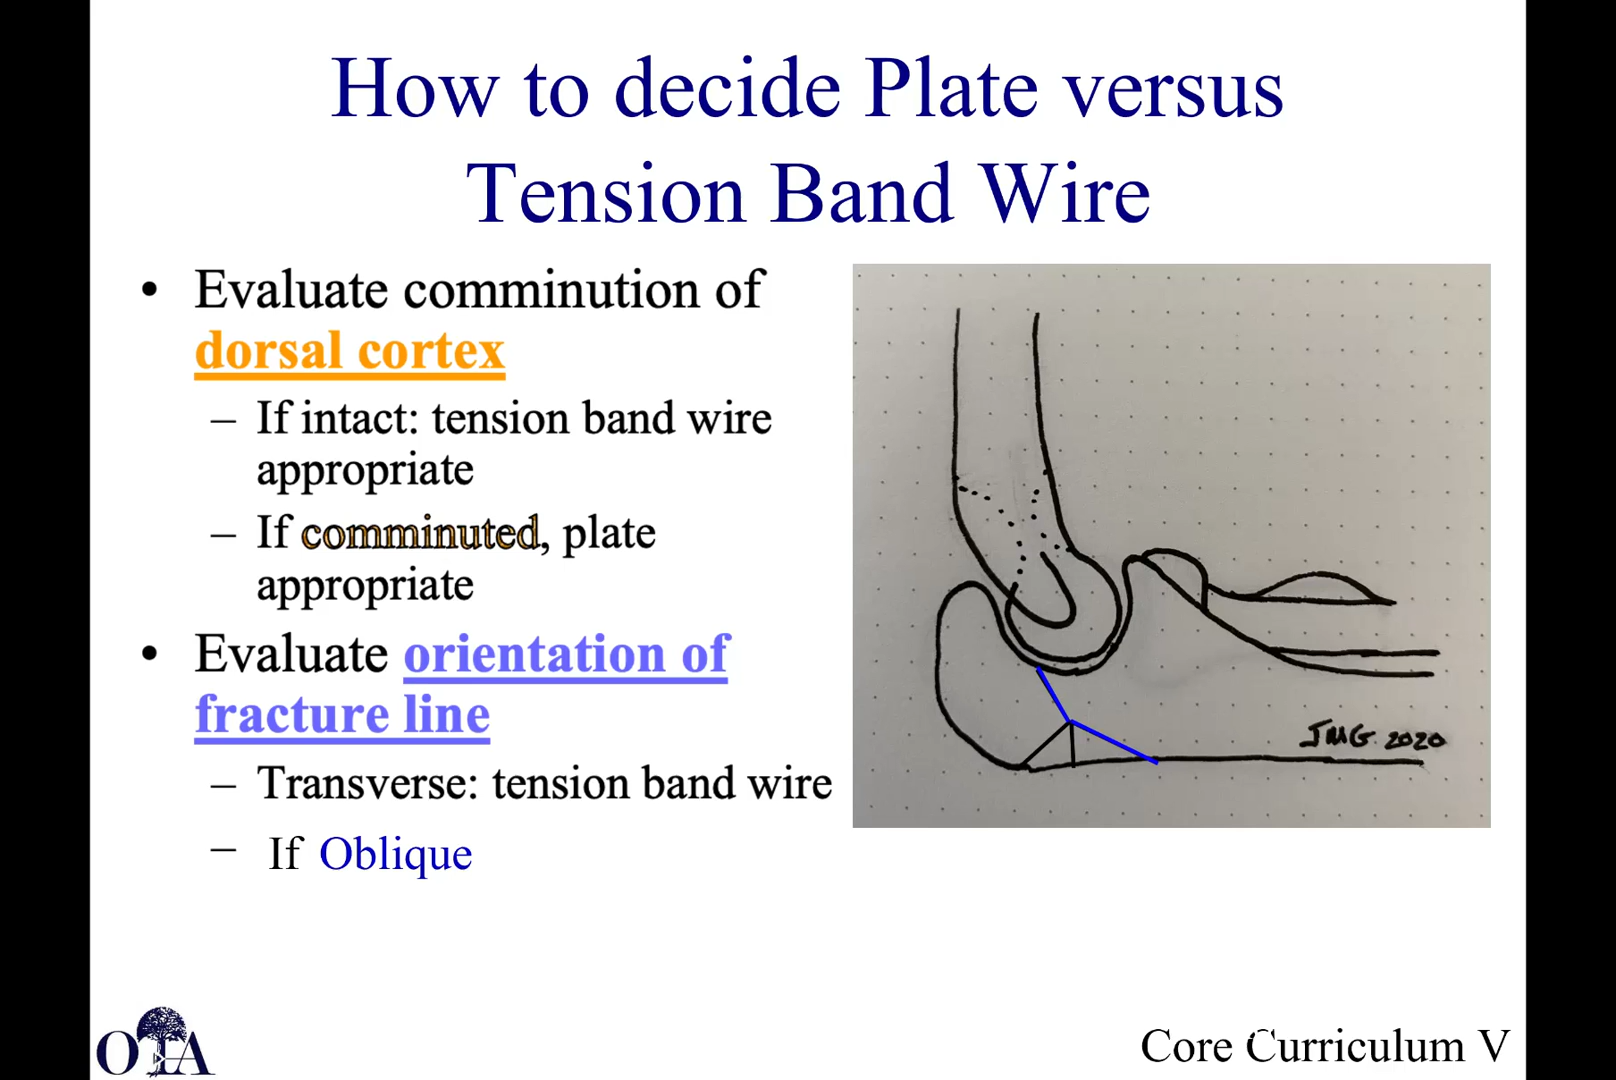 How to decide Plate versus
Tension Band Wire
• Evaluate comminution of
dorsal cortex
– If intact: tension band wire
appropriate
– If comminuted, plate
appropriate
• Evaluate orientation of
fracture line
– Transverse: tension band wire
– If Oblique
JMG 2020
OTA
Core Curriculum V